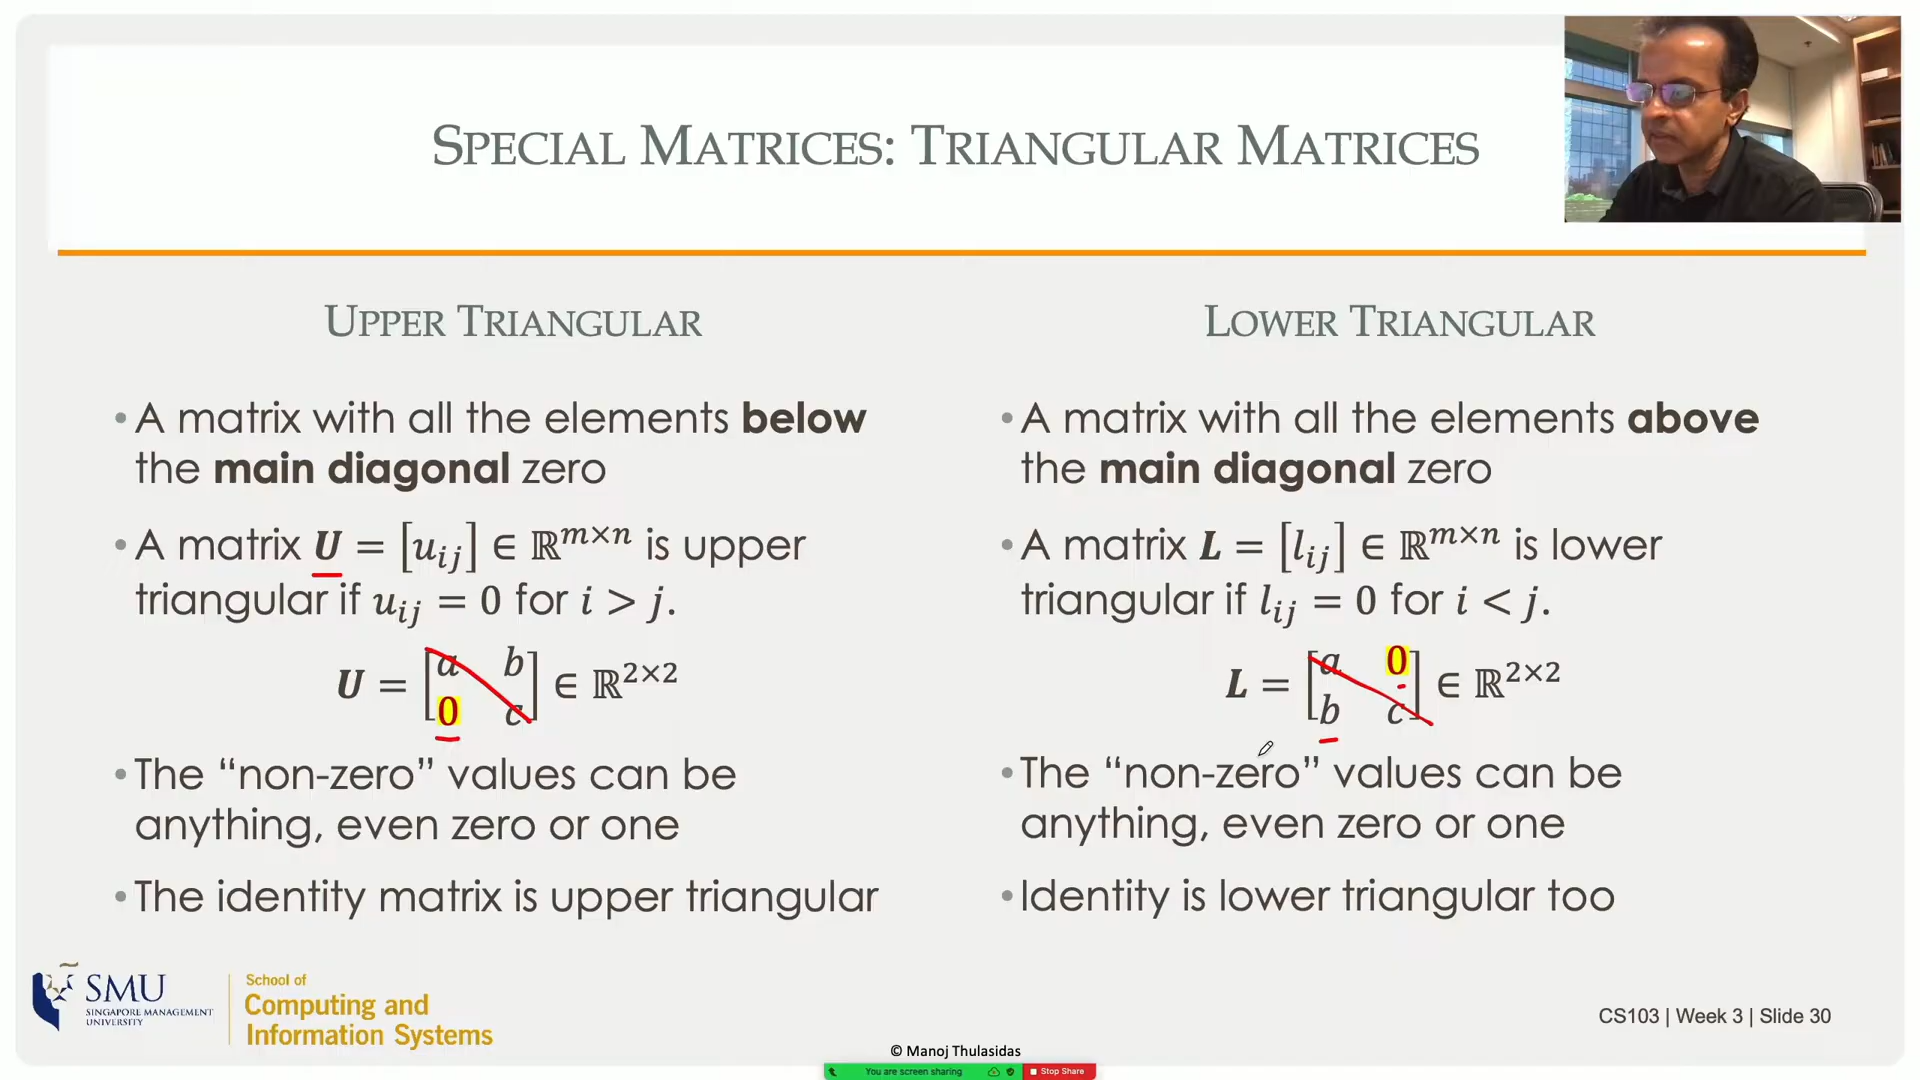 SPECIAL MATRICES: TRIANGULAR MATRICES
UPPER TRIANGULAR
• A matrix with all the elements below
the main diagonal zero
• A matrix U = [u_ij] ∈ ℝ^{m×n} is upper
triangular if u_ij = 0 for i > j.
U = [a b; 0 c] ∈ ℝ^{2×2}
• The “non-zero” values can be
anything, even zero or one
• The identity matrix is upper triangular
LOWER TRIANGULAR
• A matrix with all the elements above
the main diagonal zero
• A matrix L = [l_ij] ∈ ℝ^{m×n} is lower
triangular if l_ij = 0 for i < j.
L = [a 0; b c] ∈ ℝ^{2×2}
• The “non-zero” values can be
anything, even zero or one
• Identity is lower triangular too
SMU
SINGAPORE MANAGEMENT
UNIVERSITY
School of
Computing and
Information Systems
CS103 | Week 3 | Slide 30
© Manoj Thulasidas
You are screen sharing
Stop Share